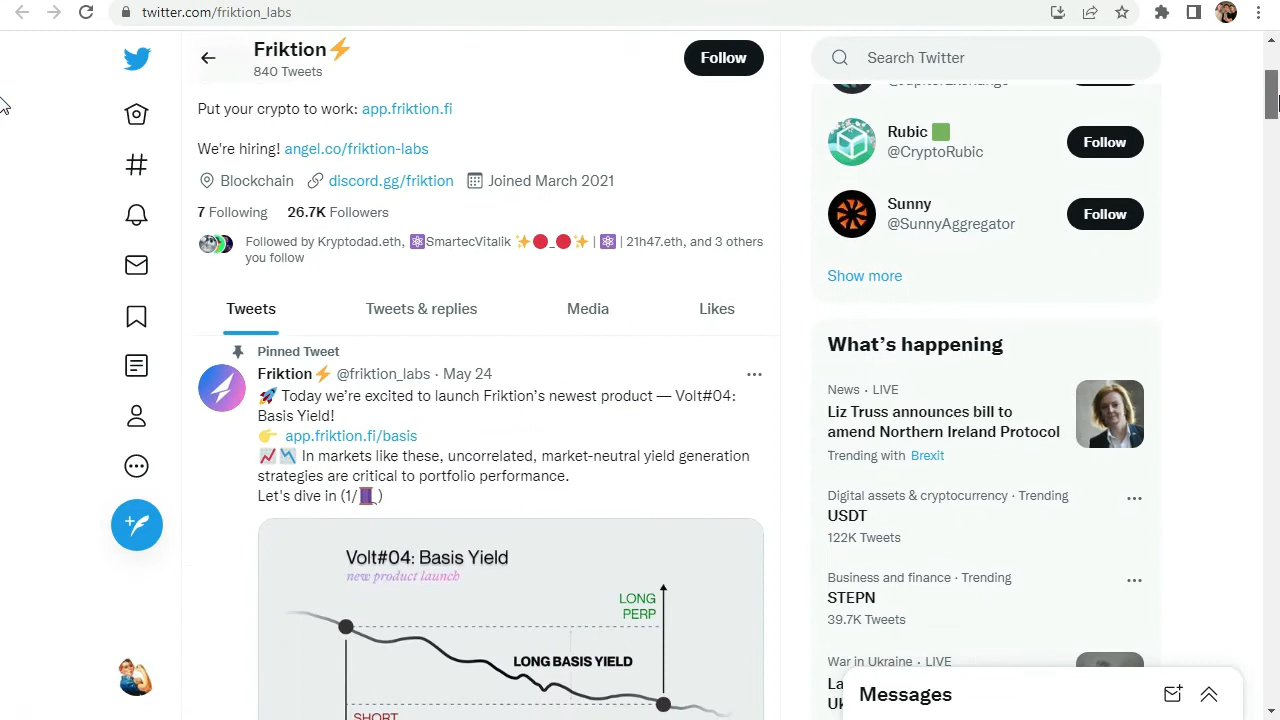 twitter.com/friktion_labs
Friktion⚡
840 Tweets
Follow
Put your crypto to work: app.friktion.fi
We're hiring! angel.co/friktion-labs
Blockchain discord.gg/friktion Joined March 2021
7 Following 26.7K Followers
Followed by Kryptodad.eth, ⚛SmartecVitalik ✨🔴_🔴✨ | ⚛ | 21h47.eth, and 3 others
you follow
Tweets Tweets & replies Media Likes
Pinned Tweet
Friktion⚡ @friktion_labs · May 24
🚀 Today we're excited to launch Friktion's newest product — Volt#04:
Basis Yield!
👉 app.friktion.fi/basis
📈📉 In markets like these, uncorrelated, market-neutral yield generation
strategies are critical to portfolio performance.
Let's dive in (1/🧵)
Volt#04: Basis Yield
new product launch
LONG
PERP
LONG BASIS YIELD
SHORT
Search Twitter
Rubic 🟩
@CryptoRubic
Follow
Sunny
@SunnyAggregator
Follow
Show more
What's happening
News · LIVE
Liz Truss announces bill to
amend Northern Ireland Protocol
Trending with Brexit
Digital assets & cryptocurrency · Trending
USDT
122K Tweets
Business and finance · Trending
STEPN
39.7K Tweets
War in Ukraine · LIVE
Messages